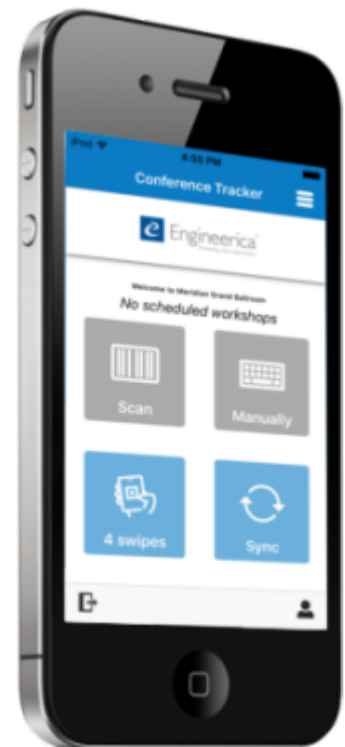 iPod
4:55 PM
Conference Tracker
e Engineerica
Welcome to Meridian Grand Ballroom
No scheduled workshops
Scan
Manually
4 swipes
Sync